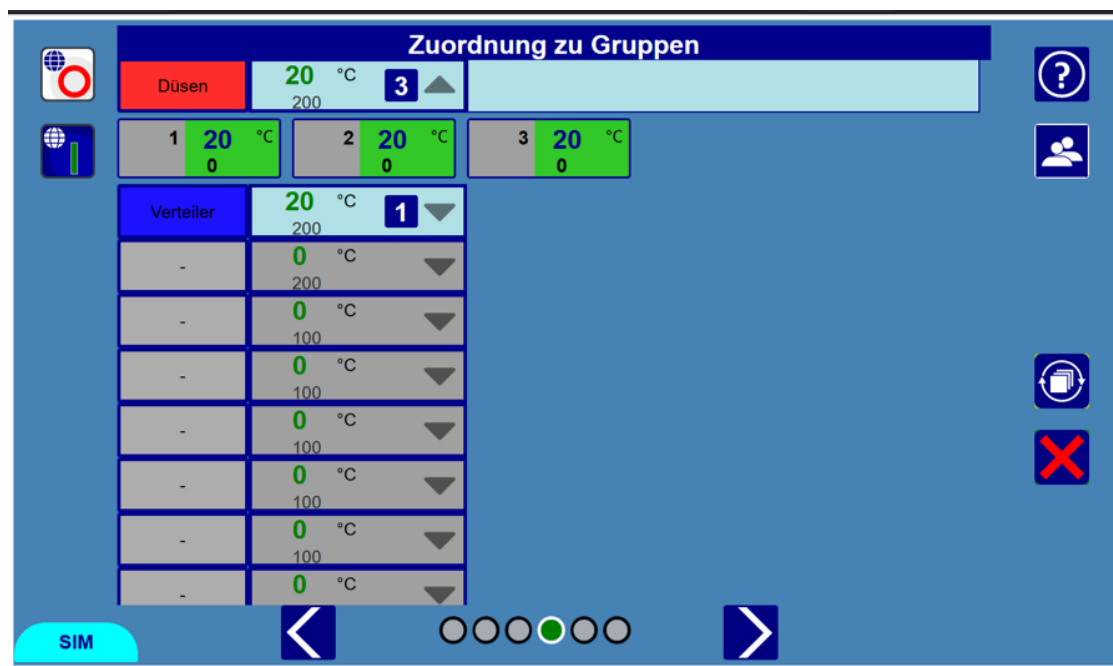 Zuordnung zu Gruppen
Düsen 20 °C 3
200
1 20 °C 2 20 °C 3 20 °C
0 0 0
Verteiler 20 °C 1
200
- 0 °C
200
- 0 °C
100
- 0 °C
100
- 0 °C
100
- 0 °C
100
- 0 °C
100
- 0 °C
SIM
?